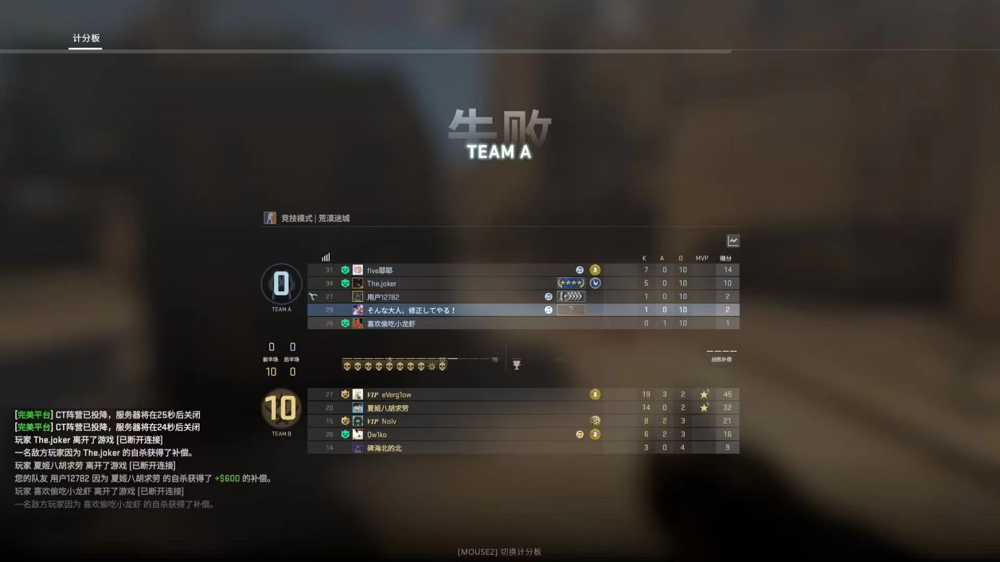 计分板
失败
TEAM A
竞技模式 | 荒漠迷城
K A D MVP 得分
0
TEAM A
31 five耶耶 7 0 10 14
34 The.joker 5 0 10 10
27 用户12782 1 0 10 2
29 そんな大人、修正してやる！ ? 1 0 10 2
24 喜欢偷吃小龙虾 0 1 10 1
0 0
前半场 后半场
10 0
5 10 15
战败补偿
10
TEAM B
27 VIP eVerg1ow 19 3 2 5 45
20 夏姬八胡求劳 14 0 2 5 32
15 VIP Nolv 8 2 3 21
26 Qw1ko 6 2 3 16
14 碑海北的北 3 0 4 9
[完美平台] CT阵营已投降，服务器将在25秒后关闭
[完美平台] CT阵营已投降，服务器将在24秒后关闭
玩家 The.joker 离开了游戏 (已断开连接)
一名敌方玩家因为 The.joker 的自杀获得了补偿。
玩家 夏姬八胡求劳 离开了游戏 (已断开连接)
您的队友 用户12782 因为 夏姬八胡求劳 的自杀获得了 +$600 的补偿。
玩家 喜欢偷吃小龙虾 离开了游戏 (已断开连接)
一名敌方玩家因为 喜欢偷吃小龙虾 的自杀获得了补偿。
[MOUSE2] 切换计分板